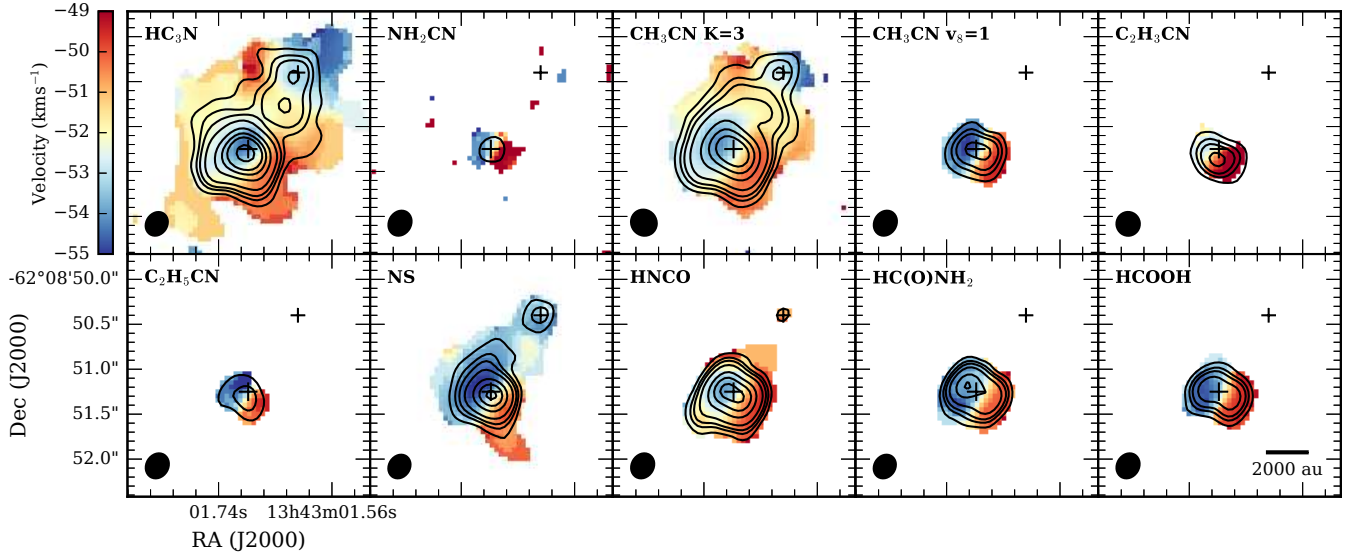 HC₃N
NH₂CN
CH₃CN K=3
CH₃CN v₈=1
C₂H₃CN
−49
−50
−51
−52
−53
−54
−55
Velocity (kms⁻¹)
C₂H₅CN
NS
HNCO
HC(O)NH₂
HCOOH
-62°08'50.0"
50.5"
51.0"
51.5"
52.0"
Dec (J2000)
2000 au
01.74s 13h43m01.56s
RA (J2000)